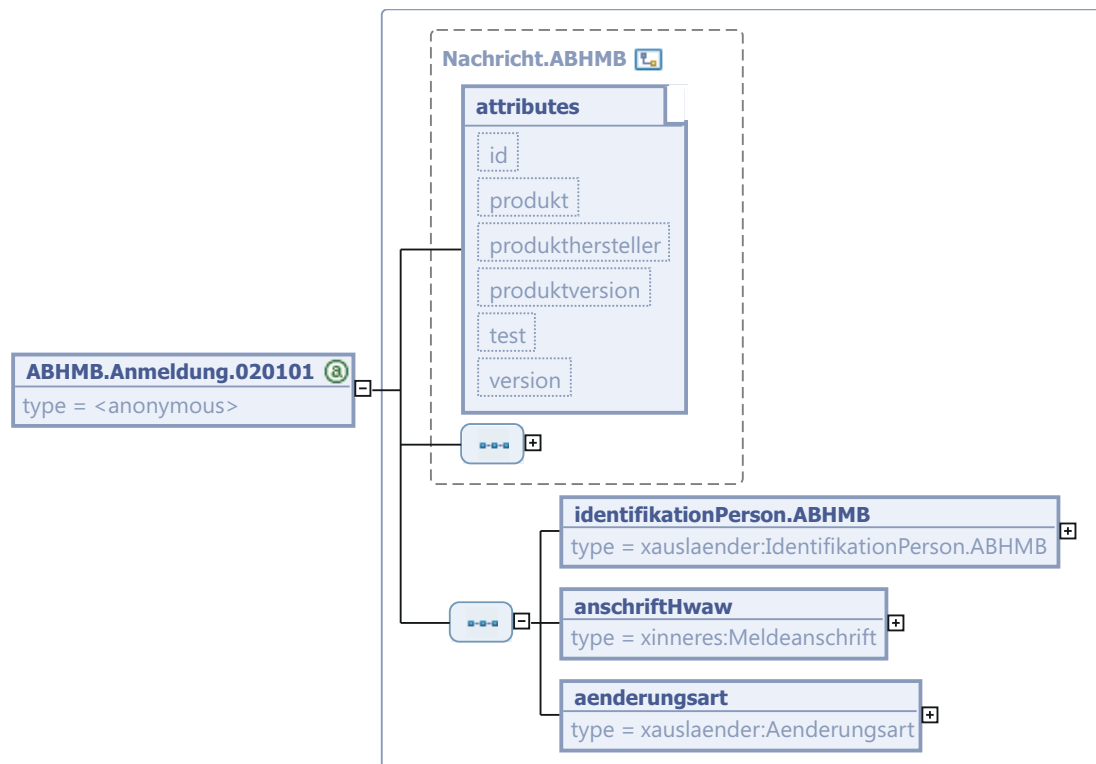 Nachricht.ABHMB
attributes
id
produkt
produkthersteller
produktversion
test
version
ABHMB.Anmeldung.020101 a
type = <anonymous>
identifikationPerson.ABHMB
type = xauslaender:IdentifikationPerson.ABHMB
anschriftHwaw
type = xinneres:Meldeanschrift
aenderungsart
type = xauslaender:Aenderungsart